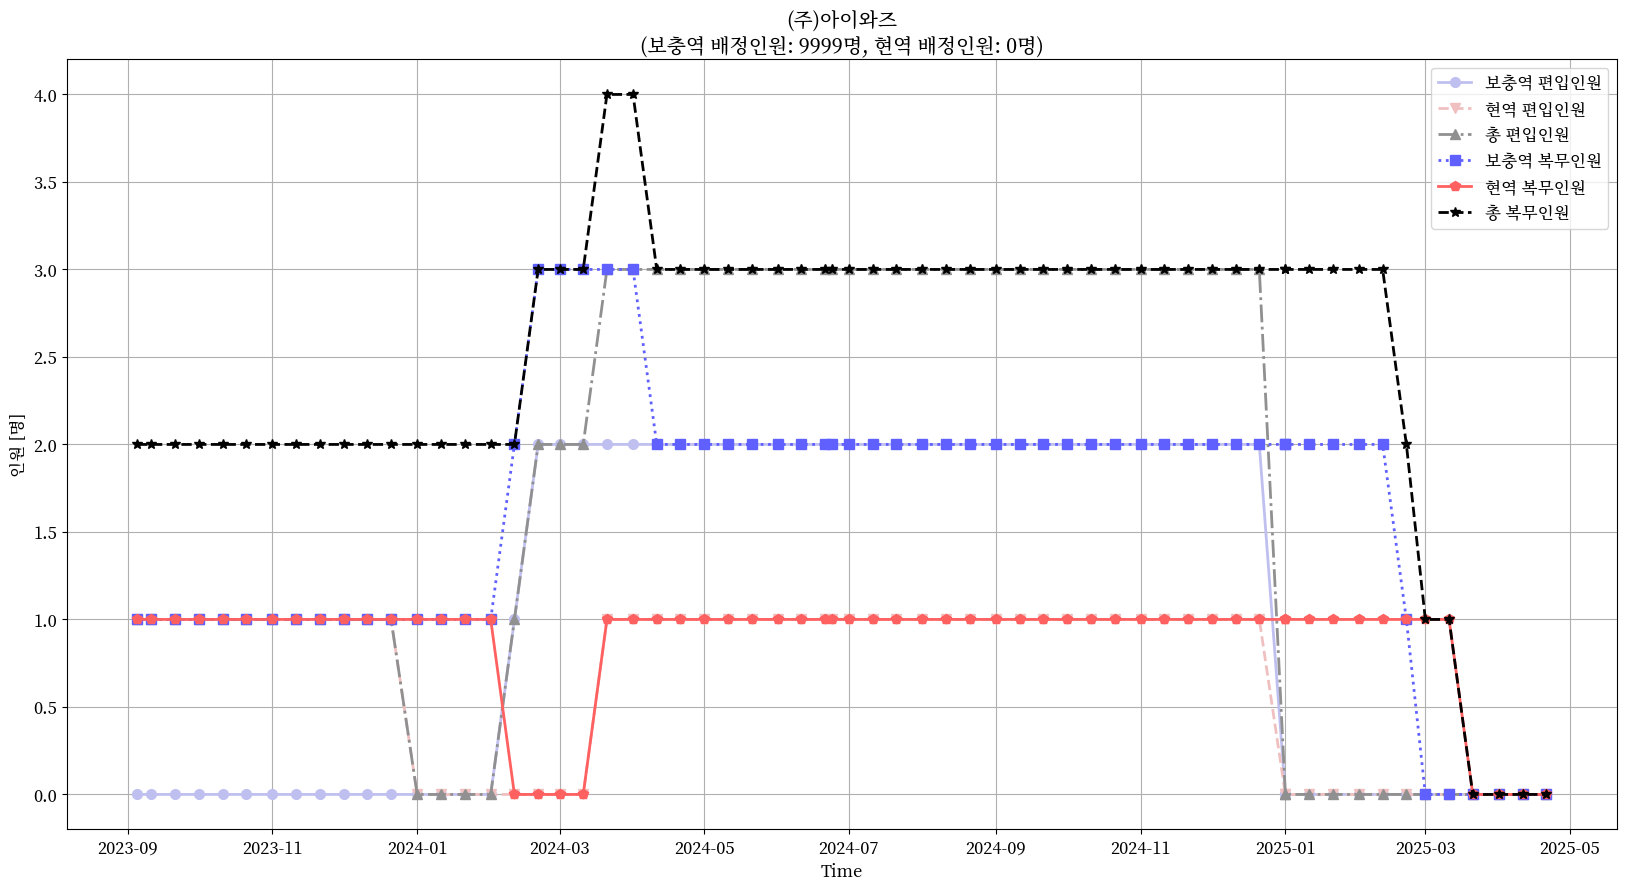 (주)아이와즈
(보충역 배정인원: 9999명, 현역 배정인원: 0명)
보충역 편입인원
현역 편입인원
총 편입인원
보충역 복무인원
현역 복무인원
총 복무인원
인원 [명]
4.0
3.5
3.0
2.5
2.0
1.5
1.0
0.5
0.0
2023-09 2023-11 2024-01 2024-03 2024-05 2024-07 2024-09 2024-11 2025-01 2025-03 2025-05
Time